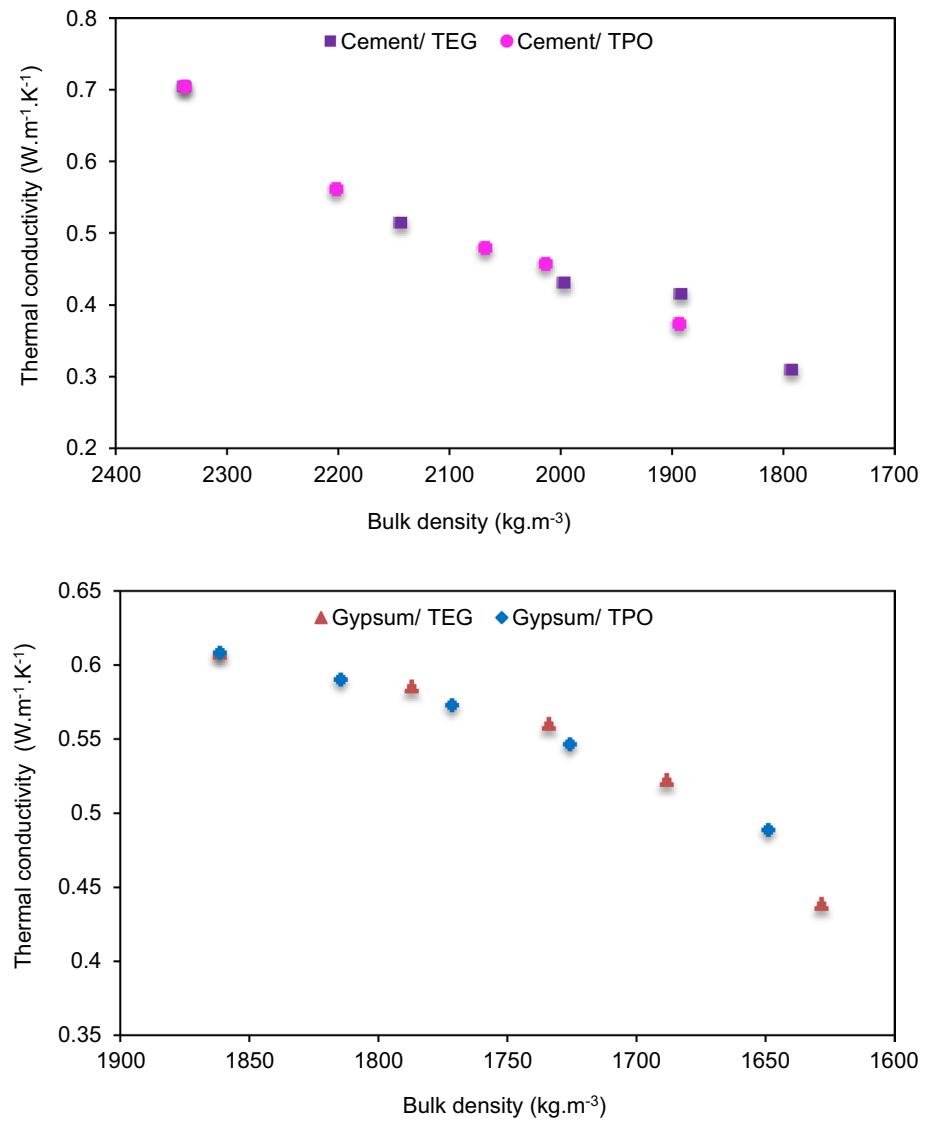 0.8
Cement/ TEG Cement/ TPO
0.7
0.6
0.5
0.4
0.3
0.2
Thermal conductivity (W.m⁻¹.K⁻¹)
2400 2300 2200 2100 2000 1900 1800 1700
Bulk density (kg.m⁻³)
0.65
Gypsum/ TEG Gypsum/ TPO
0.6
0.55
0.5
0.45
0.4
0.35
Thermal conductivity (W.m⁻¹.K⁻¹)
1900 1850 1800 1750 1700 1650 1600
Bulk density (kg.m⁻³)